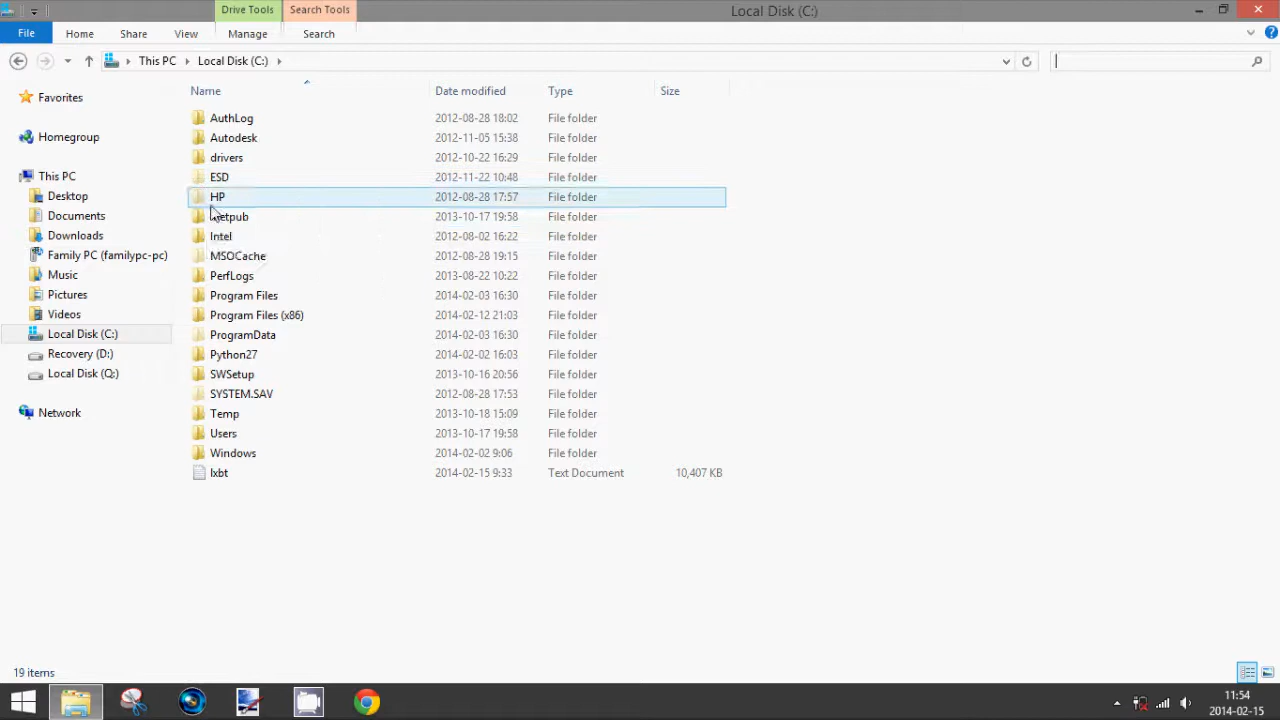 Drive Tools
Search Tools
Local Disk (C:)
File
Home
Share
View
Manage
Search
This PC
Local Disk (C:)
Name
Date modified
Type
Size
Favorites
Homegroup
This PC
Desktop
Documents
Downloads
Family PC (familypc-pc)
Music
Pictures
Videos
Local Disk (C:)
Recovery (D:)
Local Disk (Q:)
Network
AuthLog 2012-08-28 18:02 File folder
Autodesk 2012-11-05 15:38 File folder
drivers 2012-10-22 16:29 File folder
ESD 2012-11-22 10:48 File folder
HP 2012-08-28 17:57 File folder
2013-10-17 19:58 File folder
Intel 2012-08-02 16:22 File folder
MSOCache 2012-08-28 19:15 File folder
PerfLogs 2013-08-22 10:22 File folder
Program Files 2014-02-03 16:30 File folder
Program Files (x86) 2014-02-12 21:03 File folder
ProgramData 2014-02-03 16:30 File folder
Python27 2014-02-02 16:03 File folder
SWSetup 2013-10-16 20:56 File folder
SYSTEM.SAV 2012-08-28 17:53 File folder
Temp 2013-10-18 15:09 File folder
Users 2013-10-17 19:58 File folder
Windows 2014-02-02 9:06 File folder
lxbt 2014-02-15 9:33 Text Document 10,407 KB
19 items
11:54
2014-02-15